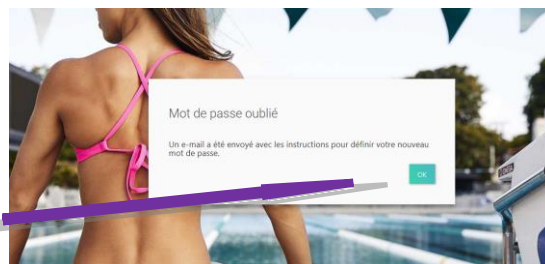 Mot de passe oublié
Un e-mail a été envoyé avec les instructions pour définir votre nouveau
mot de passe.
OK